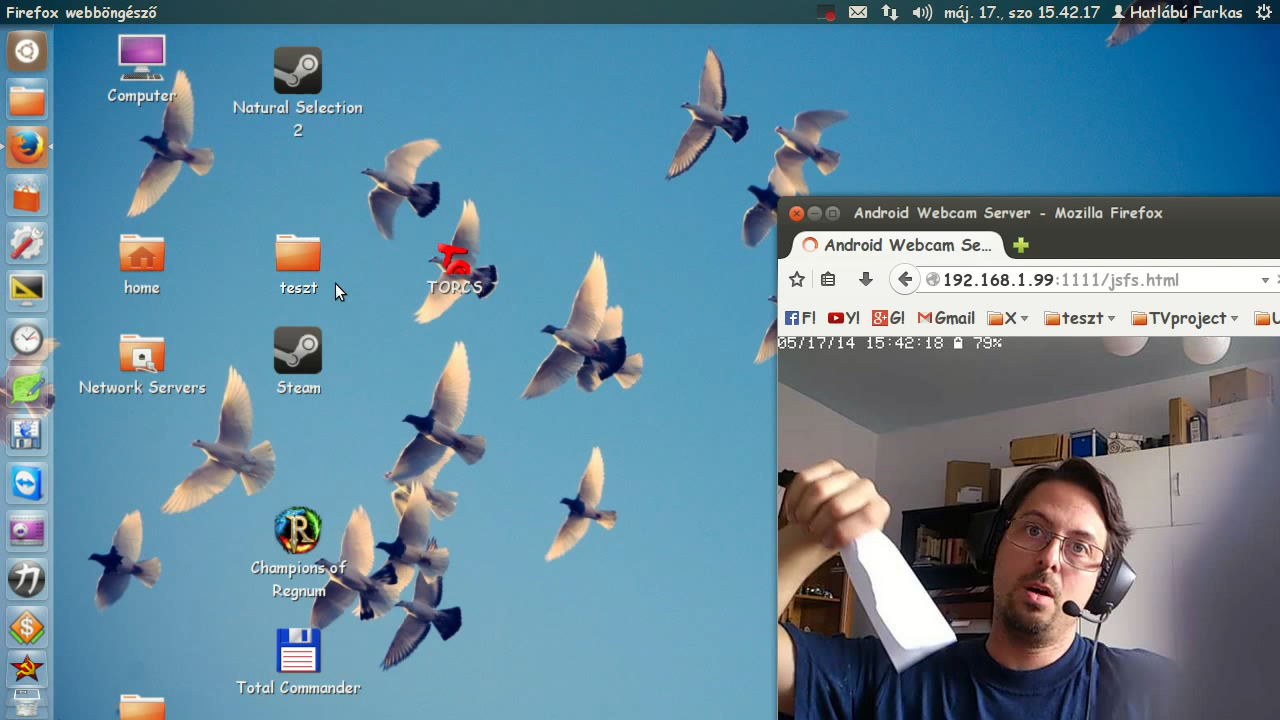 Firefox webböngésző
máj. 17., szo 15.42.17
Hatlábú Farkas
Computer
Natural Selection
2
home
teszt
TORCS
Network Servers
Steam
Champions of
Regnum
Total Commander
Android Webcam Server - Mozilla Firefox
Android Webcam Se...
192.168.1.99:1111/jsfs.html
F!
Y!
G!
Gmail
X
teszt
TVproject
05/17/14 15:42:18 79%